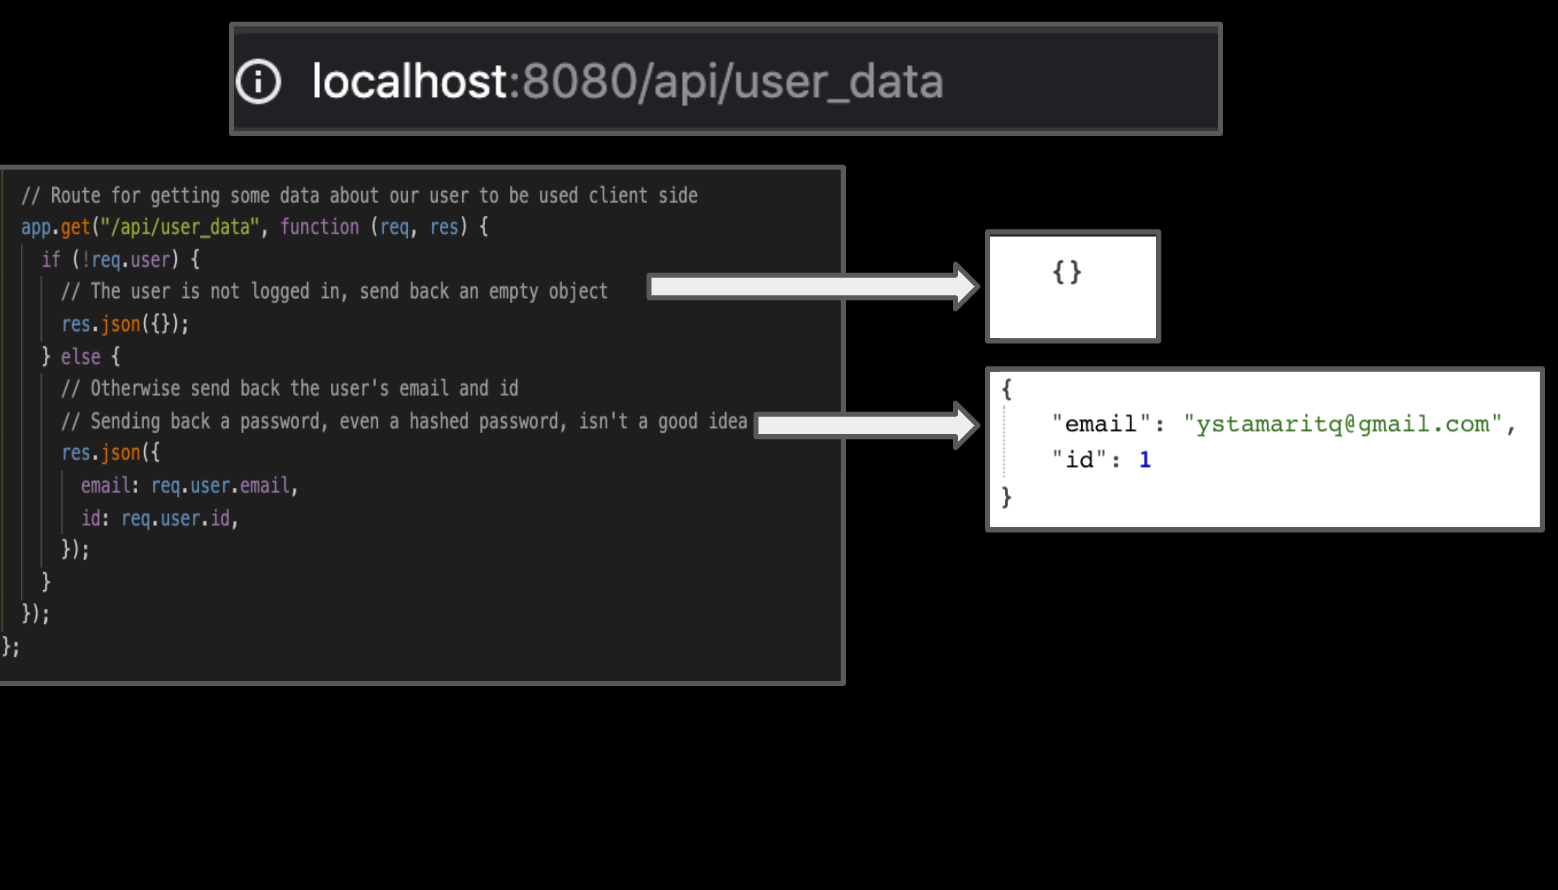 localhost:8080/api/user_data
// Route for getting some data about our user to be used client side
app.get("/api/user_data", function (req, res) {
if (!req.user) {
// The user is not logged in, send back an empty object
res.json({});
} else {
// Otherwise send back the user's email and id
// Sending back a password, even a hashed password, isn't a good idea
res.json({
email: req.user.email,
id: req.user.id,
});
}
});
};
{}
{
"email": "ystamaritq@gmail.com",
"id": 1
}